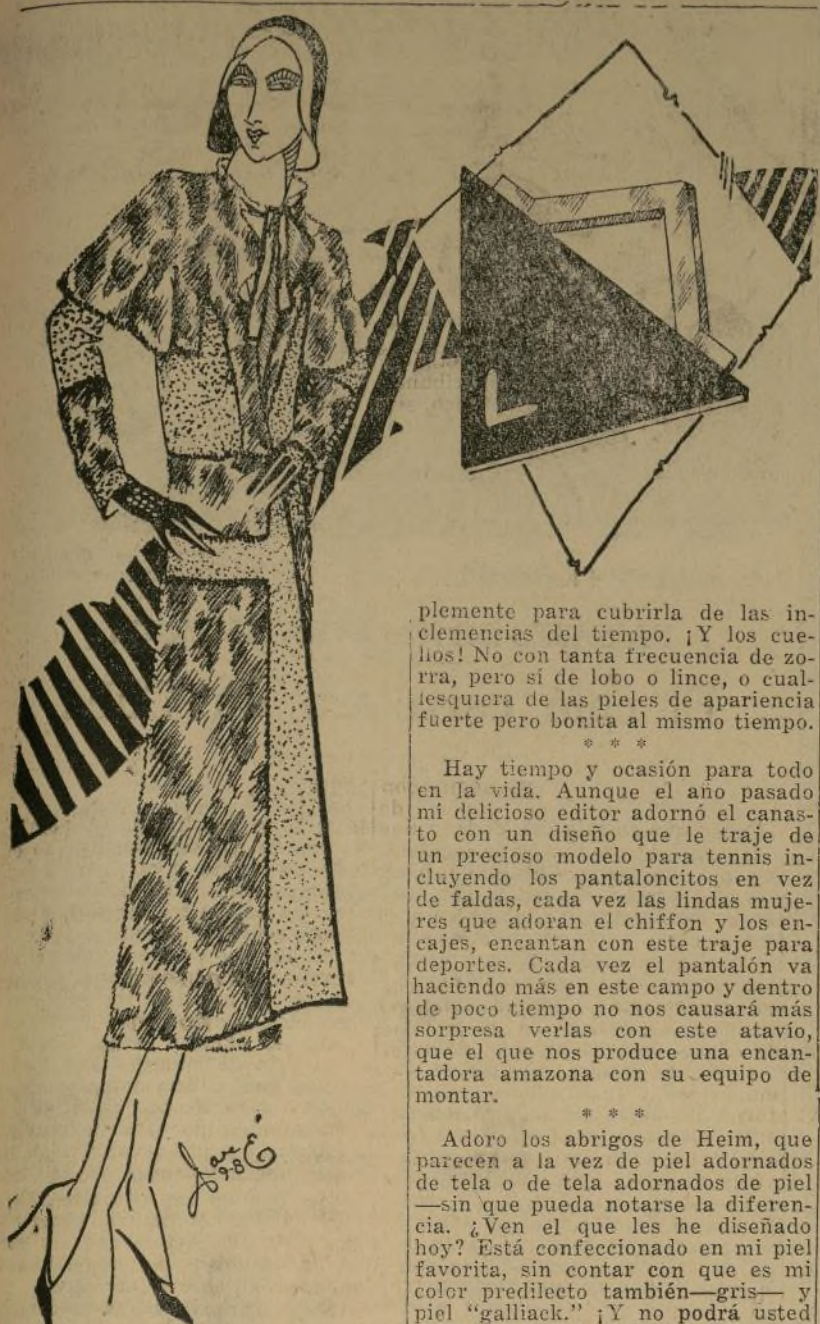 plemente para cubrirla de las in-
clemencias del tiempo. ¡Y los cue-
llos! No con tanta frecuencia de zo-
rra, pero sí de lobo o lince, o cual-
lesquiera de las pieles de apariencia
fuerte pero bonita al mismo tiempo.
* * *
Hay tiempo y ocasión para todo
en la vida. Aunque el año pasado
mi delicioso editor adornó el canas-
to con un diseño que le traje de
un precioso modelo para tennis in-
cluyendo los pantaloncitos en vez
de faldas, cada vez las lindas muje-
res que adoran el chiffon y los en-
cajes, encantan con este traje para
deportes. Cada vez el pantalón va
haciendo más en este campo y dentro
de poco tiempo no nos causará más
sorpresa verlas con este atavío,
que el que nos produce una encan-
tadora amazona con su equipo de
montar.
* * *
Adoro los abrigos de Heim, que
parecen a la vez de piel adornados
de tela o de tela adornados de piel
—sin que pueda notarse la diferen-
cia. ¿Ven el que les he diseñado
hoy? Está confeccionado en mi piel
favorita, sin contar con que es mi
color predilecto también—gris— y
piel "galliack." ¡Y no podrá usted